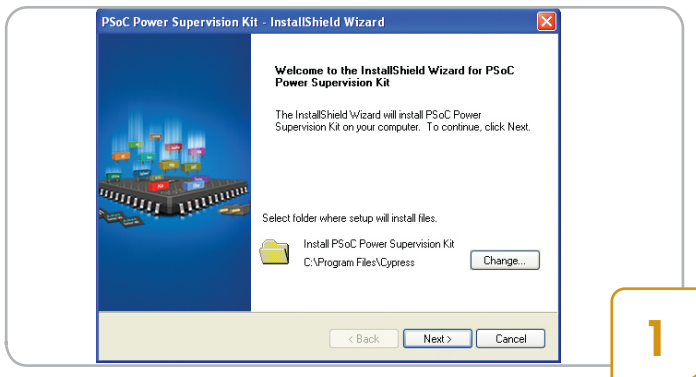 PSoC Power Supervision Kit - InstallShield Wizard
Welcome to the InstallShield Wizard for PSoC
Power Supervision Kit
The InstallShield Wizard will install PSoC Power
Supervision Kit on your computer. To continue, click Next.
Select folder where setup will install files.
Install PSoC Power Supervision Kit
C:\Program Files\Cypress
Change...
< Back
Next >
Cancel
1